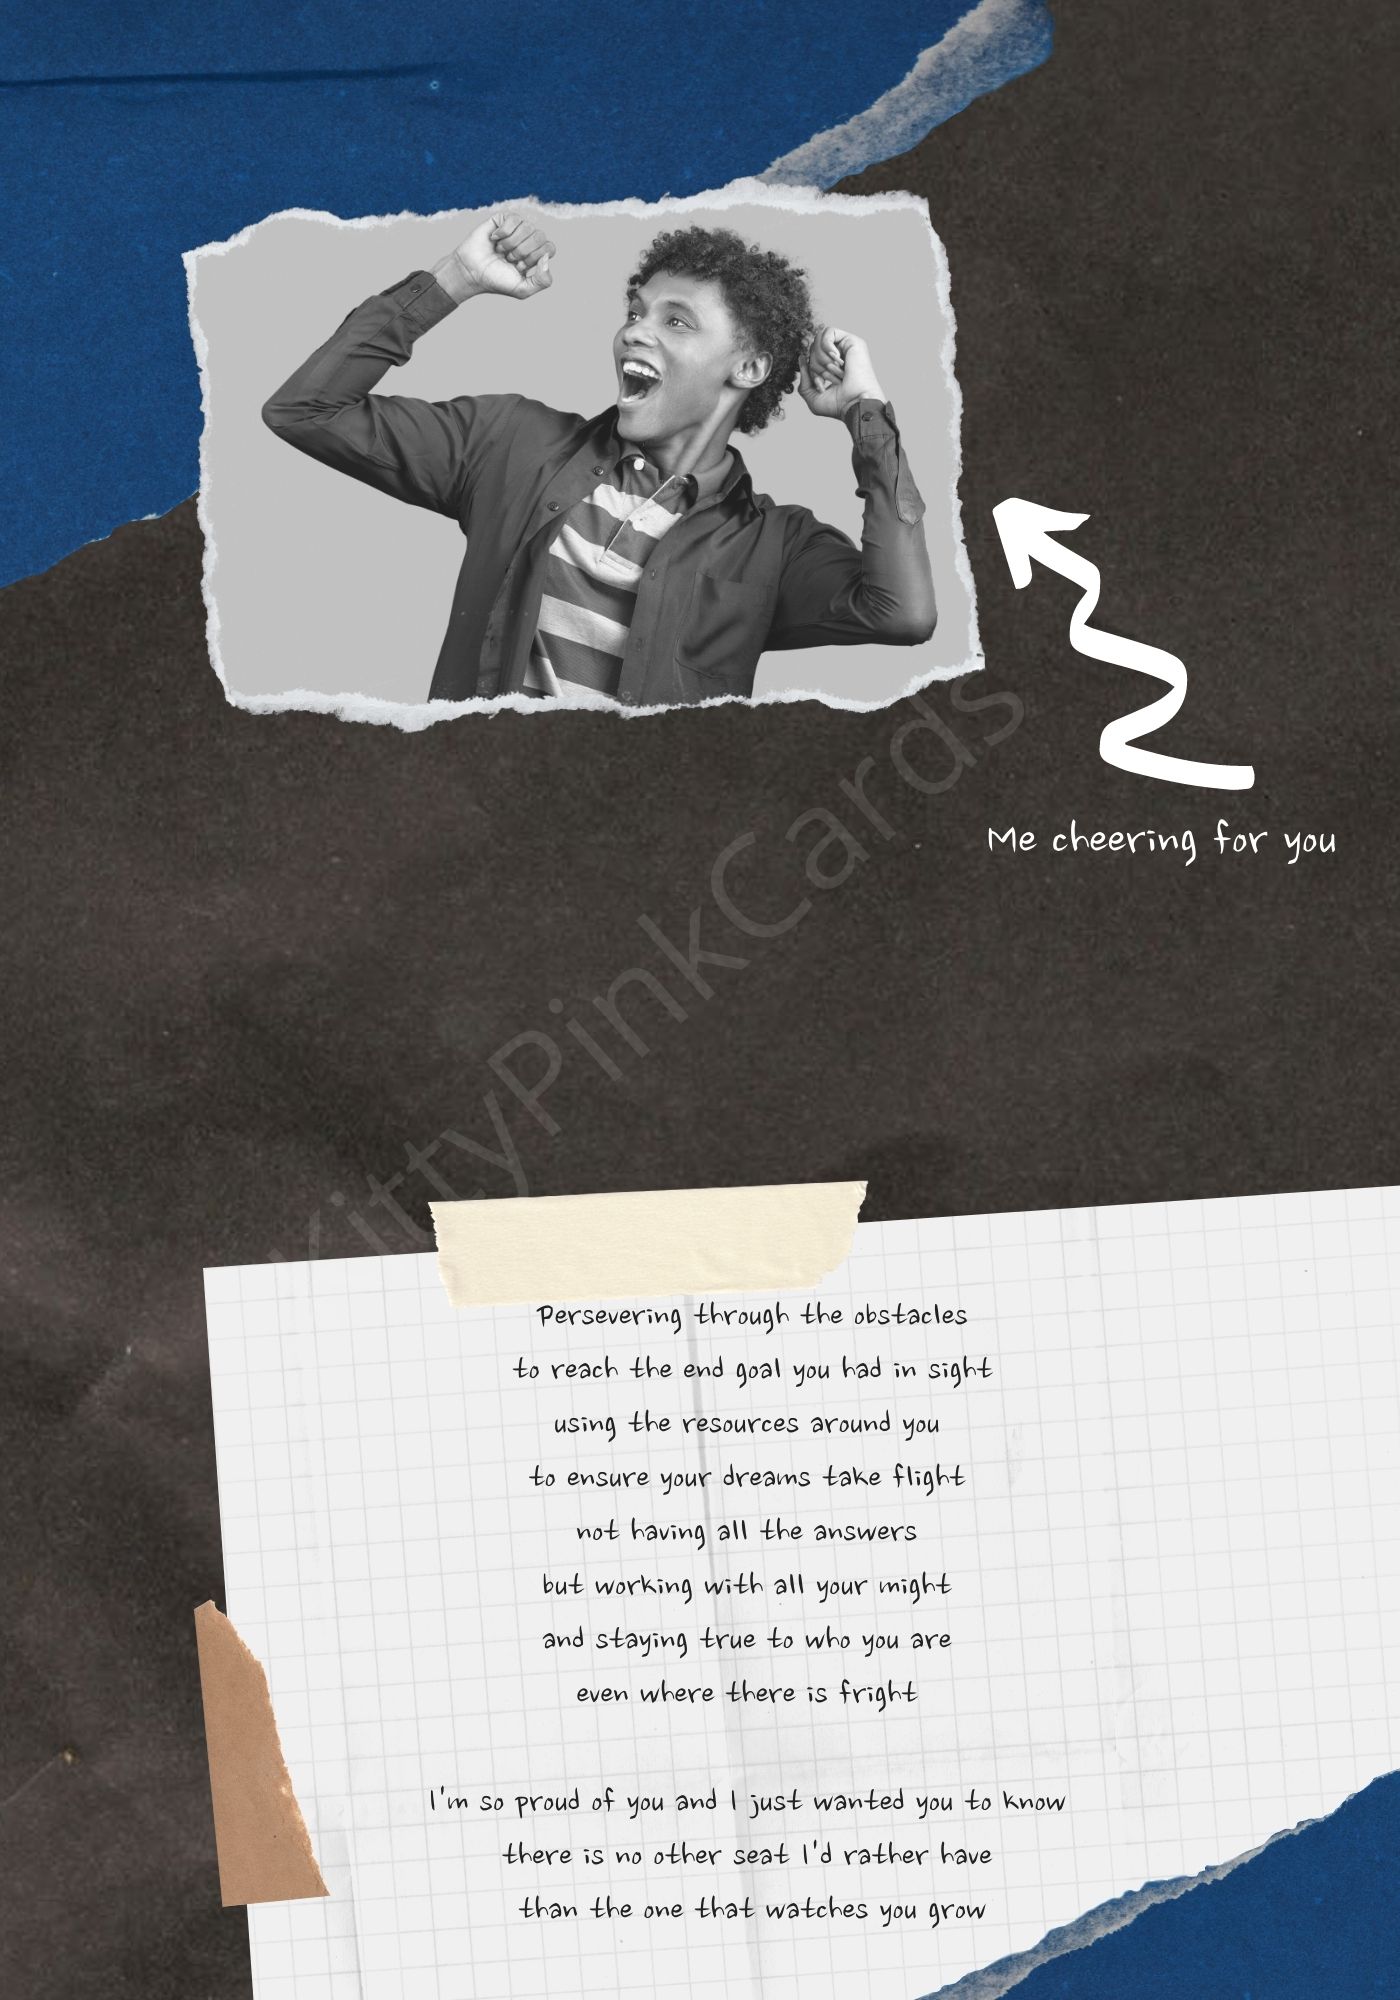 KittyPinkCards
Me cheering for you
Persevering through the obstacles
to reach the end goal you had in sight
using the resources around you
to ensure your dreams take flight
not having all the answers
but working with all your might
and staying true to who you are
even where there is fright
I'm so proud of you and I just wanted you to know
there is no other seat I'd rather have
than the one that watches you grow